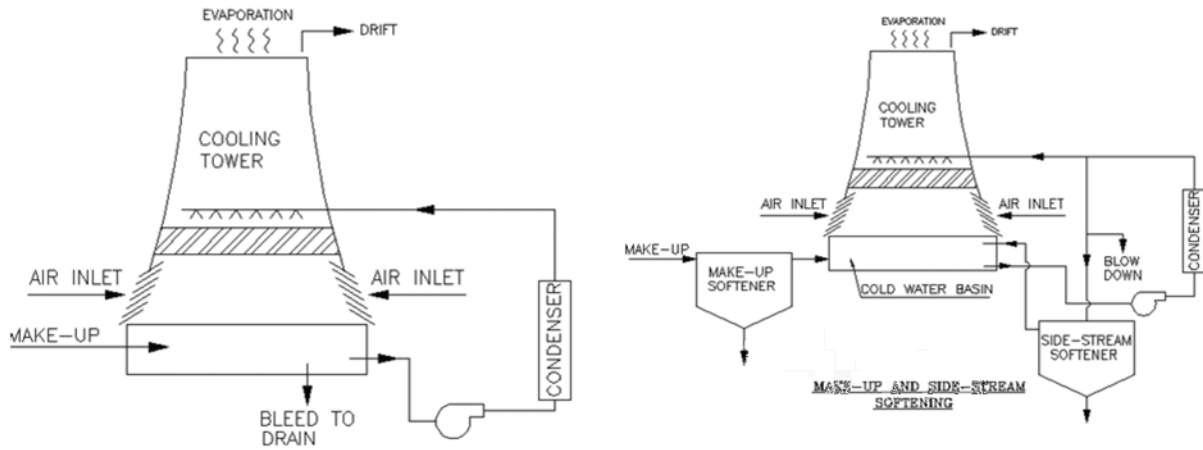 EVAPORATION
DRIFT
COOLING
TOWER
AIR INLET
AIR INLET
MAKE-UP
CONDENSER
BLEED TO
DRAIN
EVAPORATION
DRIFT
COOLING
TOWER
AIR INLET
AIR INLET
MAKE-UP
MAKE-UP
SOFTENER
COLD WATER BASIN
BLOW
DOWN
CONDENSER
SIDE-STREAM
SOFTENER
MAKE-UP AND SIDE-STREAM
SOFTENING